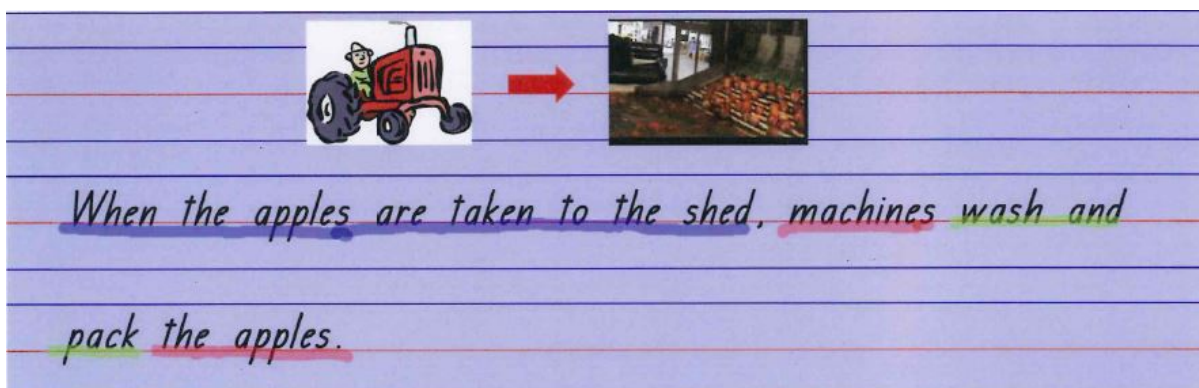 When the apples are taken to the shed, machines wash and
pack the apples.